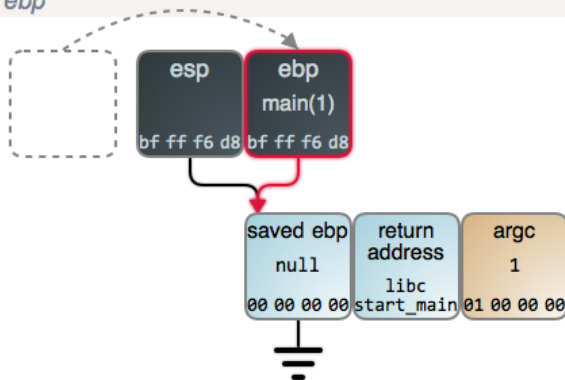 ebp
esp
ebp
main(1)
bf ff f6 d8
bf ff f6 d8
saved ebp
null
00 00 00 00
return
address
libc
start_main
argc
1
01 00 00 00